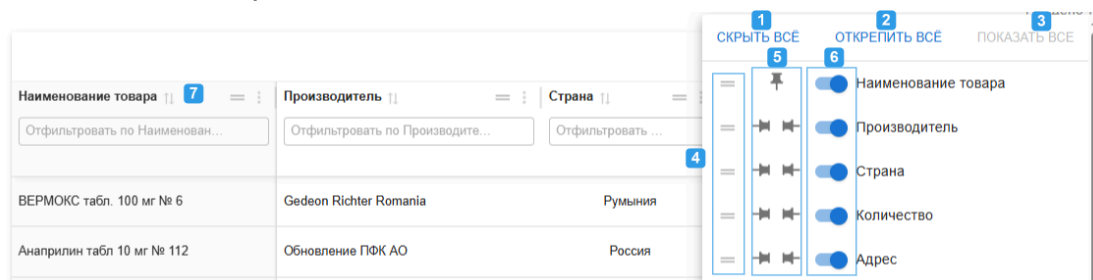 1 2 3
СКРЫТЬ ВСЁ ОТКРЕПИТЬ ВСЁ ПОКАЗАТЬ ВСЕ
5 6
Наименование товара 7 Производитель Страна
Отфильтровать по Наименован... Отфильтровать по Производите... Отфильтровать ...
4
ВЕРМОКС табл. 100 мг № 6 Gedeon Richter Romania Румыния
Анаприлин табл 10 мг № 112 Обновление ПФК АО Россия
Наименование товара
Производитель
Страна
Количество
Адрес